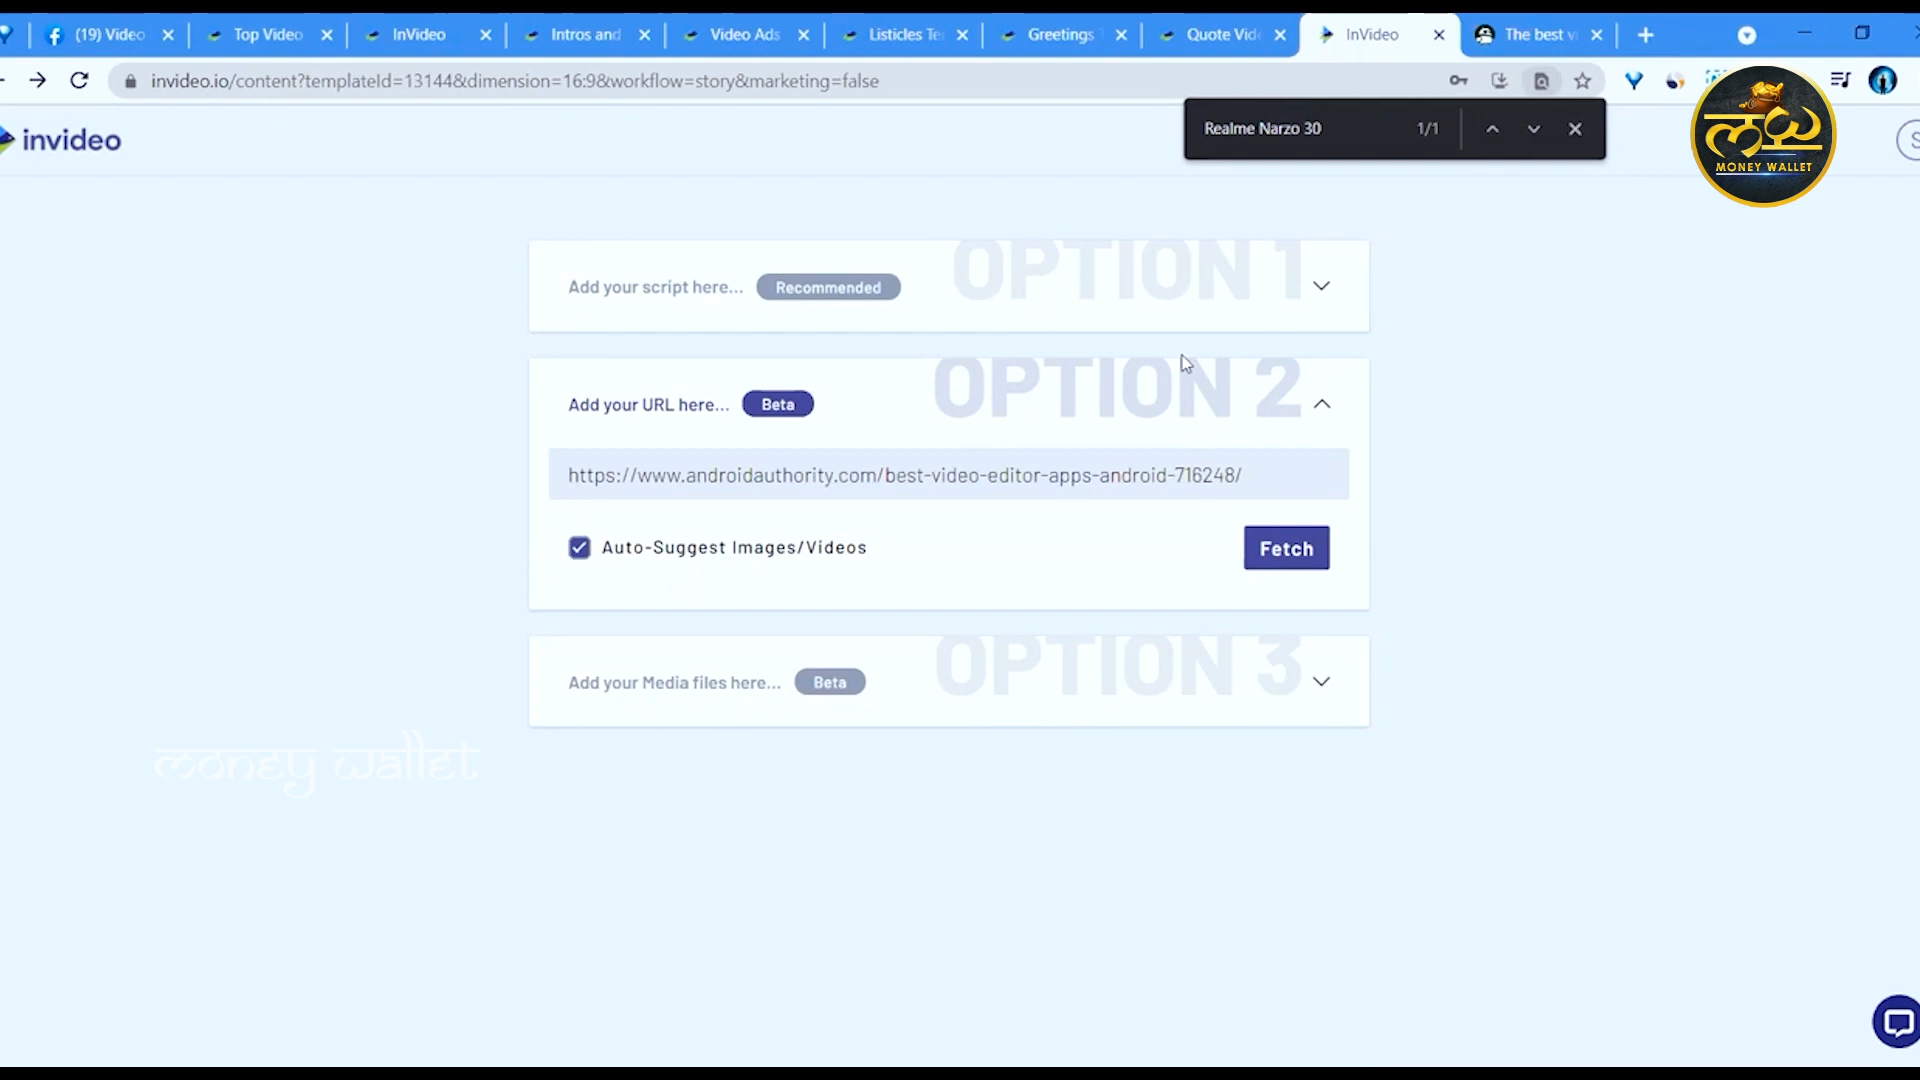 (19) Video
Top Video
InVideo
Intros and
Video Ads
Listicles Te
Greetings
Quote Vid
InVideo
The best v
invideo.io/content?templateId=13144&dimension=16:9&workflow=story&marketing=false
invideo
Realme Narzo 30 1/1
MONEY WALLET
OPTION 1
Add your script here... Recommended
OPTION 2
Add your URL here... Beta
https://www.androidauthority.com/best-video-editor-apps-android-716248/
Auto-Suggest Images/Videos
Fetch
OPTION 3
Add your Media files here... Beta
money wallet